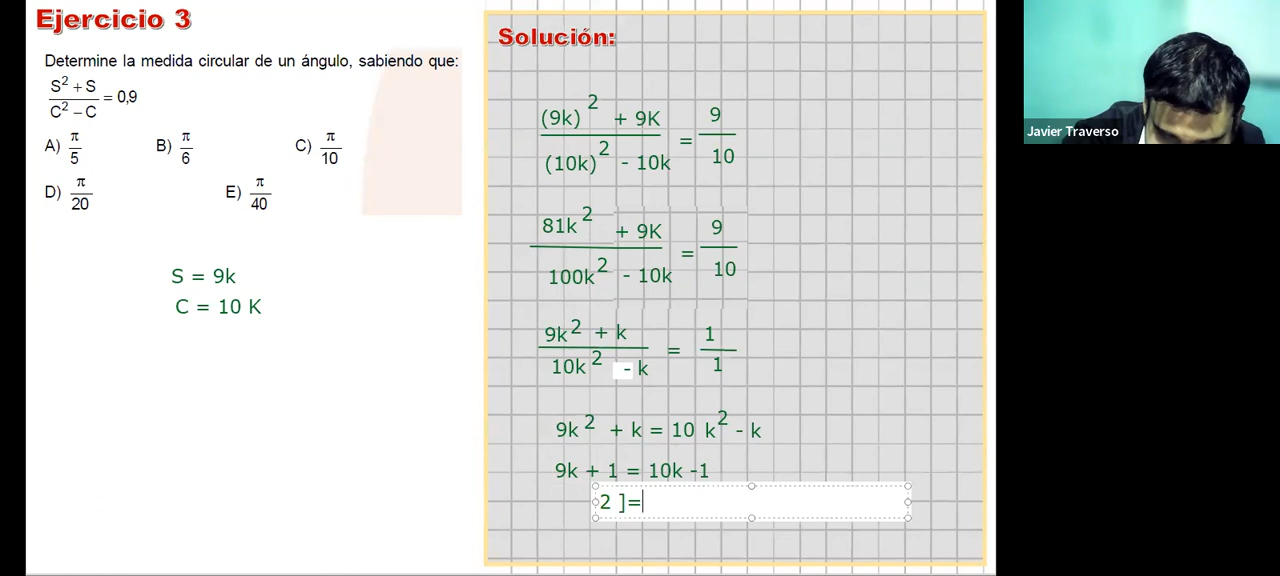 Ejercicio 3
Determine la medida circular de un ángulo, sabiendo que:
S² + S
C² − C
= 0,9
A) π/5
B) π/6
C) π/10
D) π/20
E) π/40
S = 9k
C = 10 K
Solución:
(9k)² + 9K
(10k)² - 10k
= 9/10
81k² + 9K
100k² - 10k
= 9/10
9k² + k
10k² - k
= 1/1
9k² + k = 10 k² - k
9k + 1 = 10k -1
2 ]=
Javier Traverso